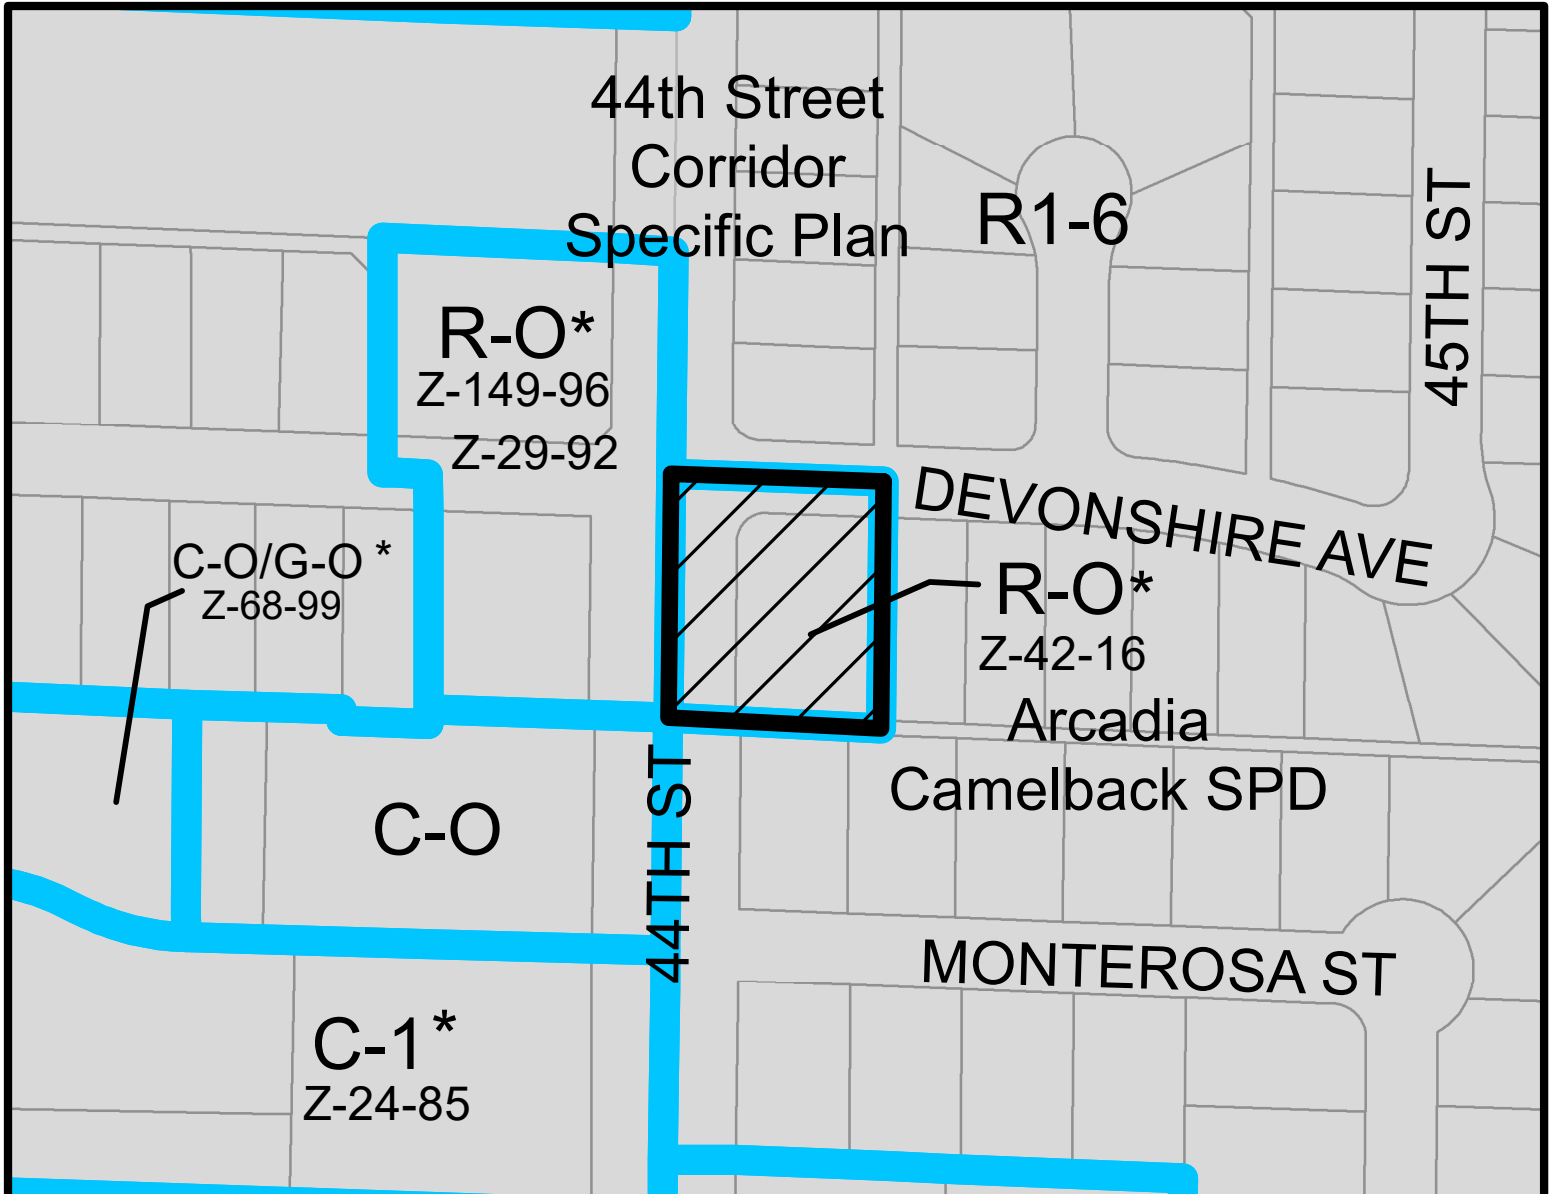 44th Street
Corridor
Specific Plan
R1-6
45TH ST
R-O*
Z-149-96
Z-29-92
DEVONSHIRE AVE
C-O/G-O *
Z-68-99
R-O*
Z-42-16
Arcadia
Camelback SPD
C-O
44TH ST
MONTEROSA ST
C-1*
Z-24-85